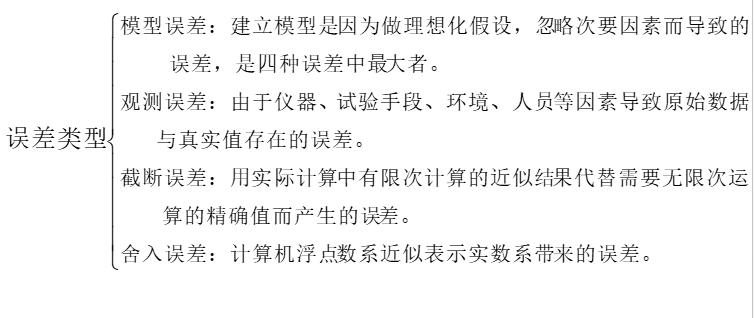 模型误差：建立模型是因为做理想化假设，忽略次要因素而导致的
误差，是四种误差中最大者。
观测误差：由于仪器、试验手段、环境、人员等因素导致原始数据
误差类型
与真实值存在的误差。
截断误差：用实际计算中有限次计算的近似结果代替需要无限次运
算的精确值而产生的误差。
舍入误差：计算机浮点数系近似表示实数系带来的误差。